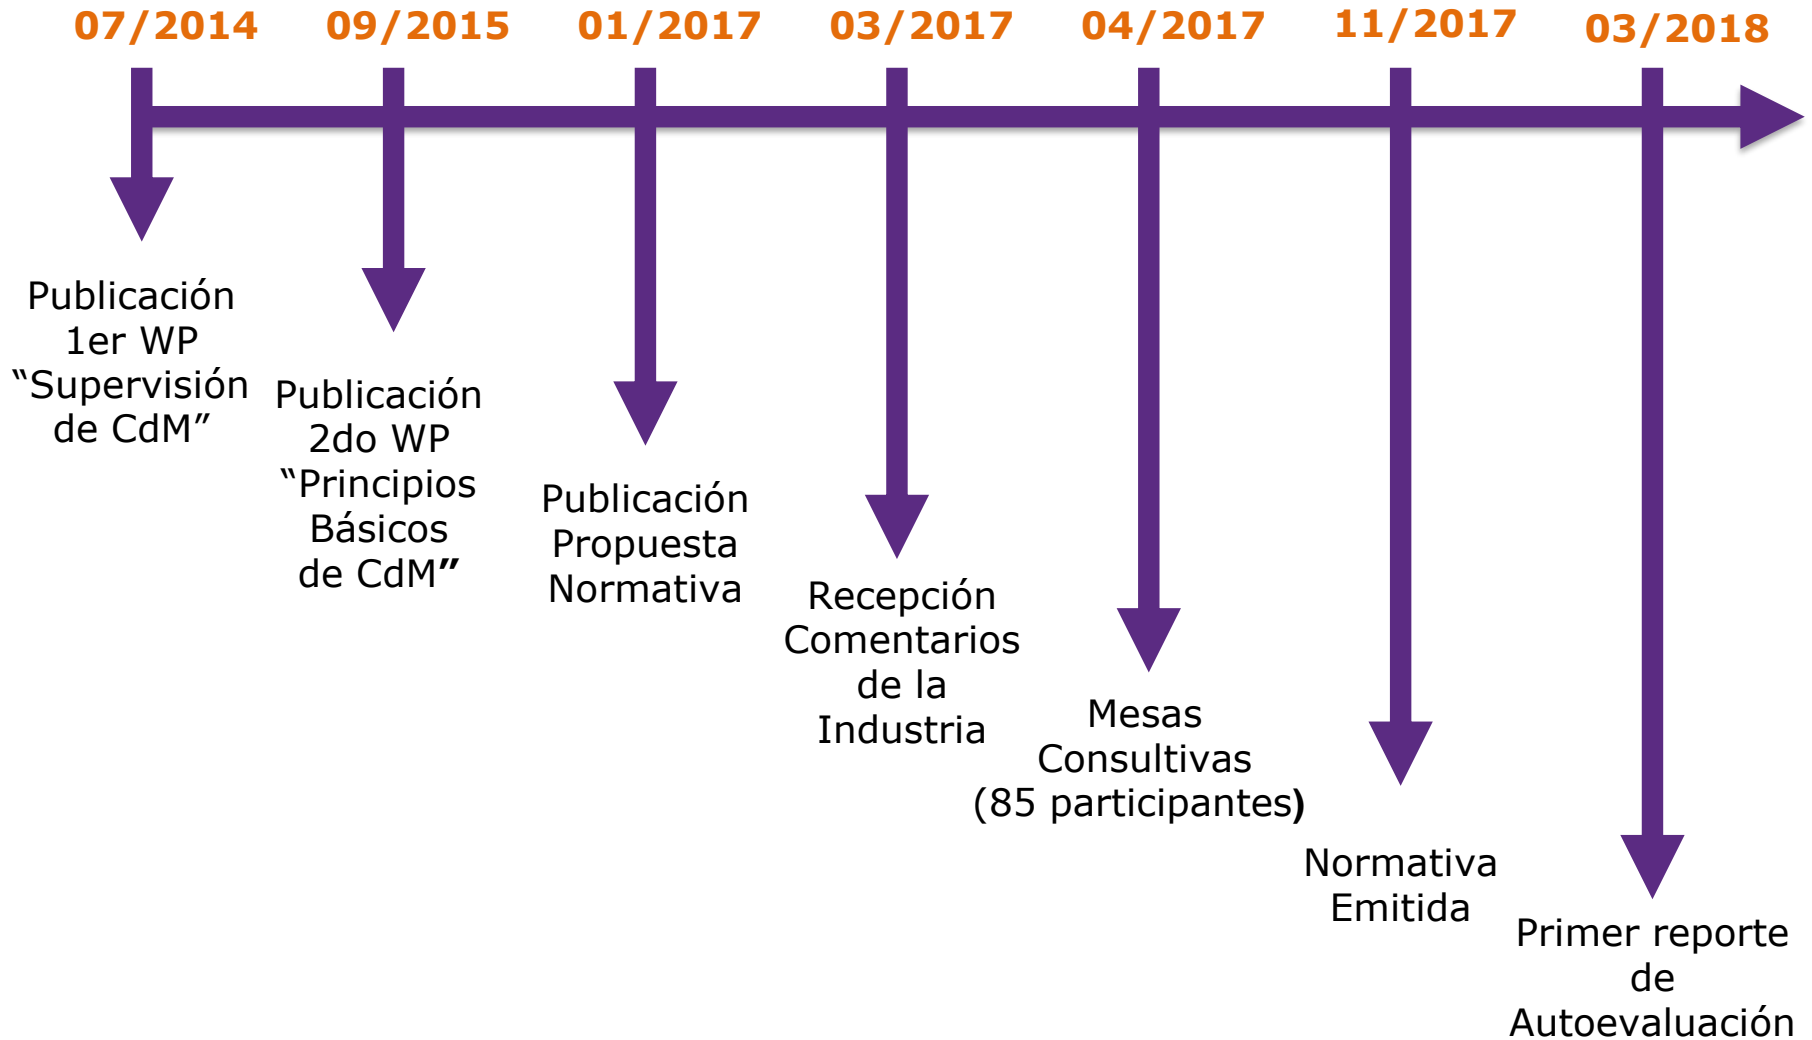 07/2014
09/2015
01/2017
03/2017
04/2017
11/2017
03/2018
Publicación
1er WP
“Supervisión
de CdM”
Publicación
2do WP
“Principios
Básicos
de CdM”
Publicación
Propuesta
Normativa
Recepción
Comentarios
de la
Industria
Mesas
Consultivas
(85 participantes)
Normativa
Emitida
Primer reporte
de
Autoevaluación